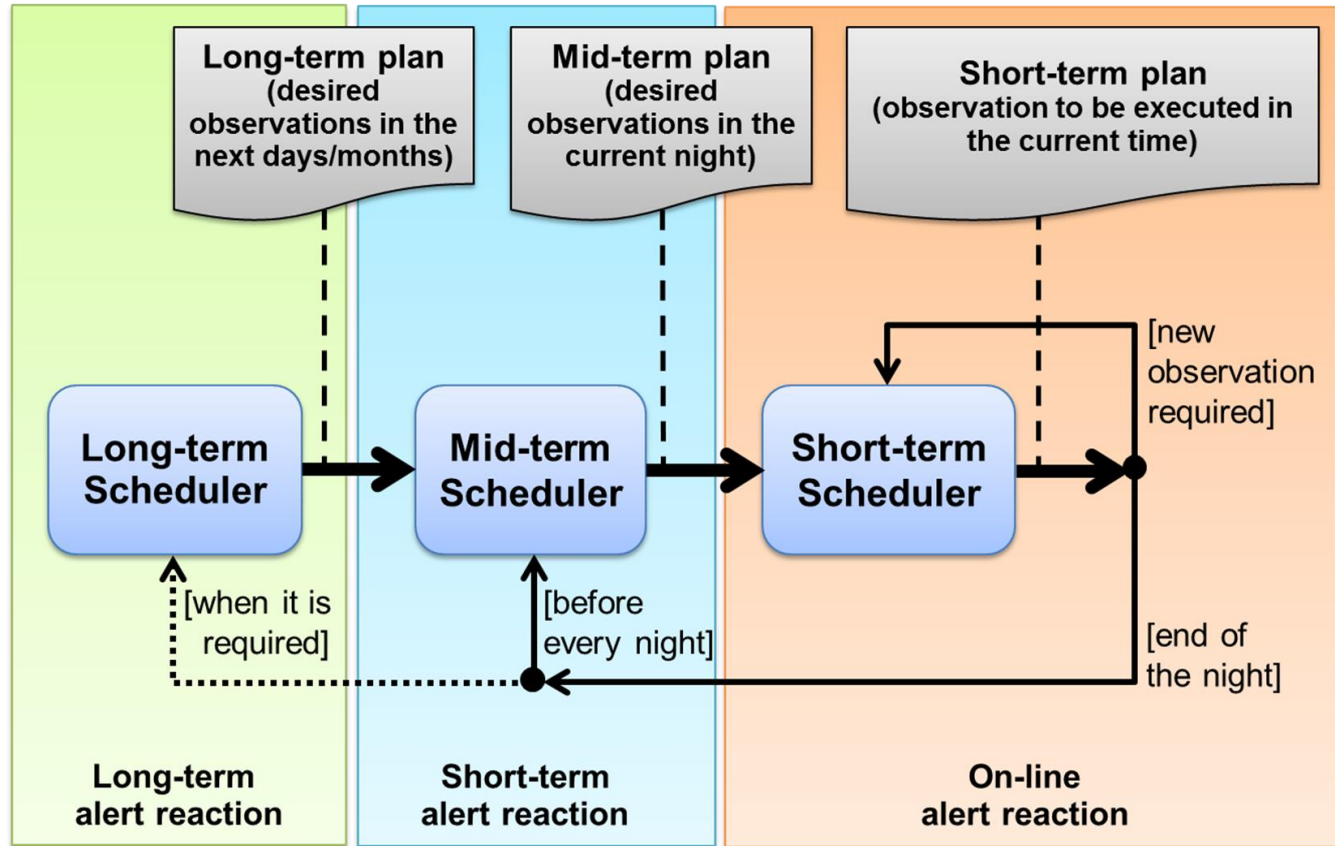 Long-term plan
(desired
observations in the
next days/months)
Mid-term plan
(desired
observations in the
current night)
Short-term plan
(observation to be executed in
the current time)
[new
observation
required]
Long-term
Scheduler
Mid-term
Scheduler
Short-term
Scheduler
[when it is
required]
[before
every night]
[end of
the night]
Long-term
alert reaction
Short-term
alert reaction
On-line
alert reaction